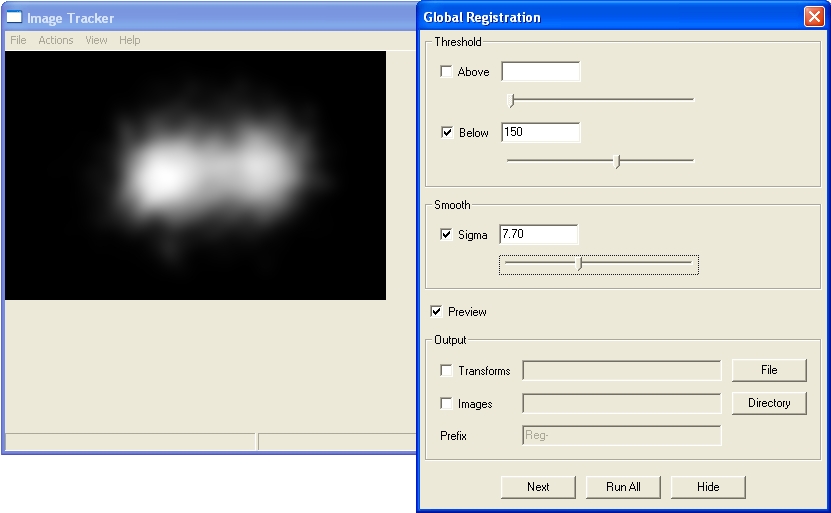 Image Tracker
File Actions View Help
Global Registration
Threshold
Above
Below 150
Smooth
Sigma 7.70
Preview
Output
Transforms File
Images Directory
Prefix Reg-
Next Run All Hide